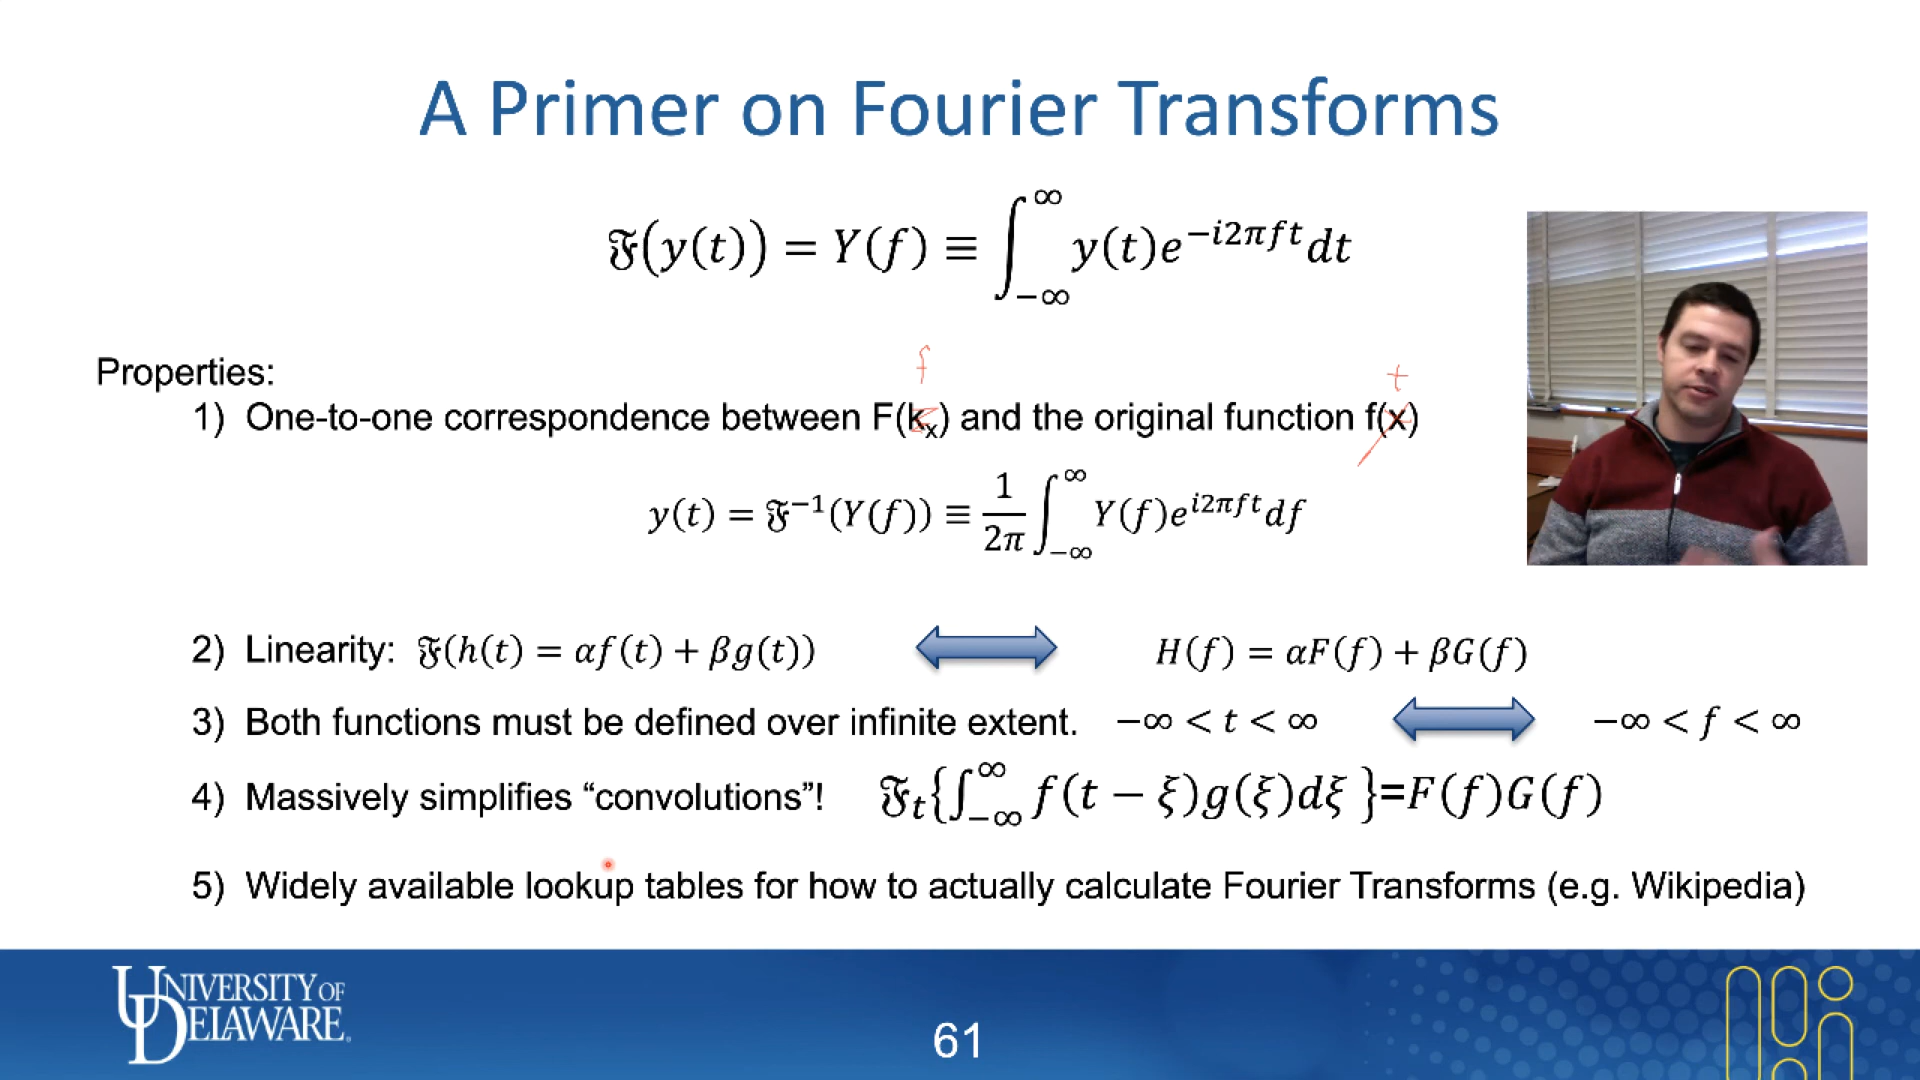 A Primer on Fourier Transforms
𝔉(y(t)) = Y(f) ≡ ∫_{−∞}^{∞} y(t)e^{−i2πft}dt
Properties:
f
t
1) One-to-one correspondence between F(kₓ) and the original function f(x)
y(t) = 𝔉⁻¹(Y(f)) ≡ \frac{1}{2π} ∫_{−∞}^{∞} Y(f)e^{i2πft}df
2) Linearity: 𝔉(h(t) = αf(t) + βg(t)) H(f) = αF(f) + βG(f)
3) Both functions must be defined over infinite extent. −∞ < t < ∞ −∞ < f < ∞
4) Massively simplifies “convolutions”! 𝔉ₜ{∫_{−∞}^{∞} f(t − ξ)g(ξ)dξ }=F(f)G(f)
5) Widely available lookup tables for how to actually calculate Fourier Transforms (e.g. Wikipedia)
UNIVERSITY OF
DELAWARE.
61